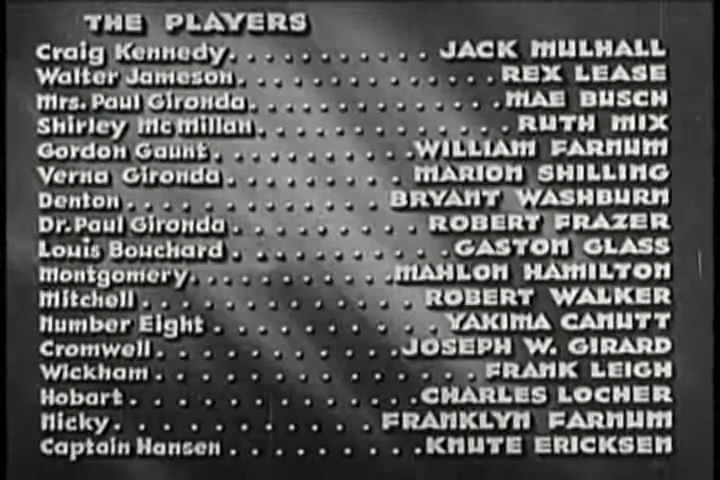 THE PLAYERS
Craig Kennedy. . . . . . . . . . . JACK MULHALL
Walter Jameson. . . . . . . . . . . . . . REX LEASE
Mrs. Paul Gironda. . . . . . . . . . . . . MAE BUSCH
Shirley McMillan. . . . . . . . . . . . . RUTH MIX
Gordon Gaunt. . . . . . . . . . WILLIAM FARNUM
Verna Gironda . . . . . . . . . MARION SHILLING
Denton . . . . . . . . . . . . . BRYANT WASHBURN
Dr. Paul Gironda . . . . . . . . . ROBERT FRAZER
Louis Bouchard . . . . . . . . . . GASTON GLASS
Montgomery. . . . . . . . . . MAHLON HAMILTON
Mitchell . . . . . . . . . . . . . ROBERT WALKER
Number Eight . . . . . . . . . . YAKIMA CANUTT
Cromwell. . . . . . . . . . . . JOSEPH W. GIRARD
Wickham . . . . . . . . . . . . . . . FRANK LEIGH
Hobart . . . . . . . . . . . . . CHARLES LOCHER
Nicky. . . . . . . . . . . . . FRANKLYN FARNUM
Captain Hansen . . . . . . . . . KNUTE ERICKSEN